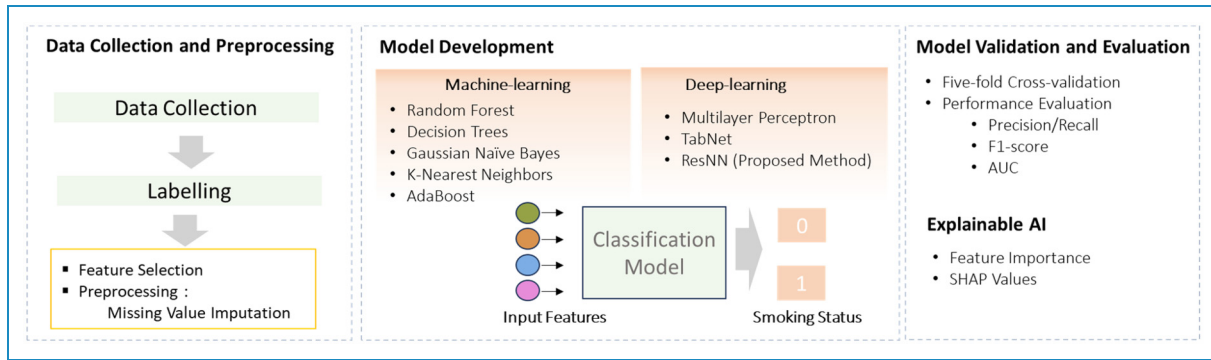 Data Collection and Preprocessing
Data Collection
Labelling
▪ Feature Selection
▪ Preprocessing :
Missing Value Imputation
Model Development
Machine-learning
• Random Forest
• Decision Trees
• Gaussian Naïve Bayes
• K-Nearest Neighbors
• AdaBoost
Deep-learning
• Multilayer Perceptron
• TabNet
• ResNN (Proposed Method)
Classification
Model
0
1
Input Features
Smoking Status
Model Validation and Evaluation
• Five-fold Cross-validation
• Performance Evaluation
• Precision/Recall
• F1-score
• AUC
Explainable AI
• Feature Importance
• SHAP Values